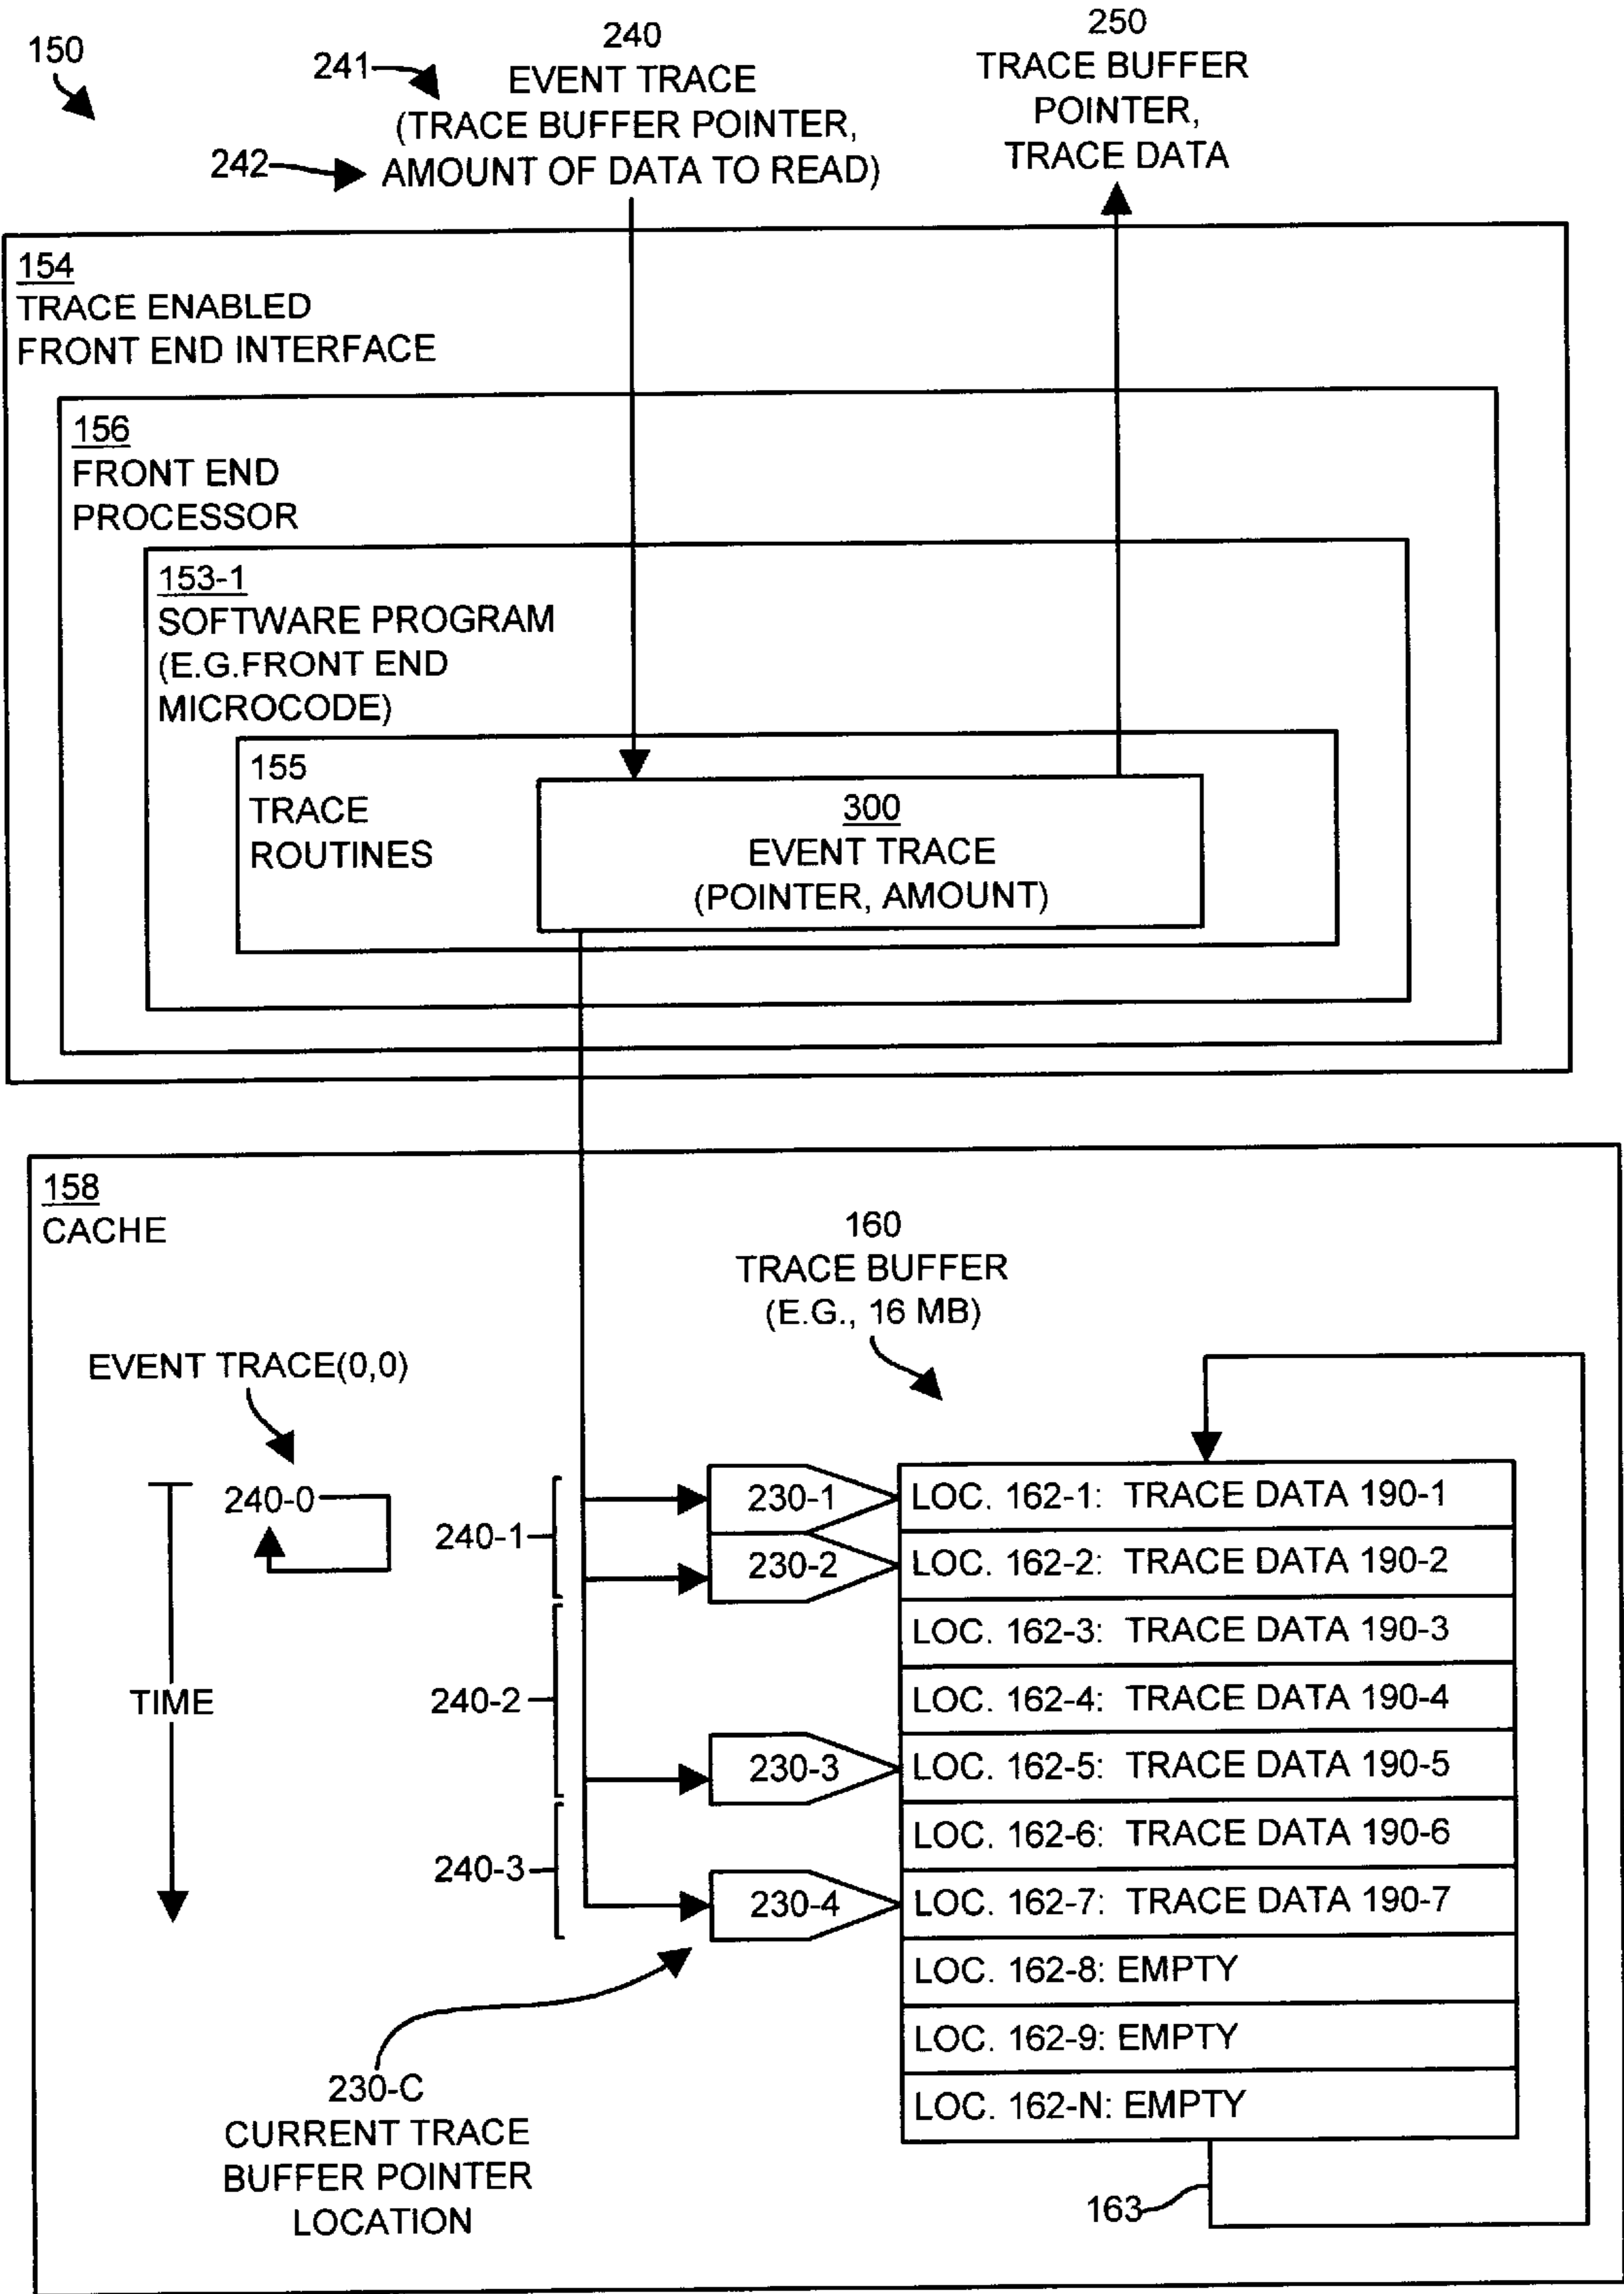 150
241
240
EVENT TRACE
(TRACE BUFFER POINTER,
242
AMOUNT OF DATA TO READ)
250
TRACE BUFFER
POINTER,
TRACE DATA
154
TRACE ENABLED
FRONT END INTERFACE
156
FRONT END
PROCESSOR
153-1
SOFTWARE PROGRAM
(E.G.FRONT END
MICROCODE)
155
TRACE
ROUTINES
300
EVENT TRACE
(POINTER, AMOUNT)
158
CACHE
160
TRACE BUFFER
(E.G., 16 MB)
EVENT TRACE(0,0)
240-0
TIME
240-1
240-2
240-3
230-1
230-2
230-3
230-4
LOC. 162-1: TRACE DATA 190-1
LOC. 162-2: TRACE DATA 190-2
LOC. 162-3: TRACE DATA 190-3
LOC. 162-4: TRACE DATA 190-4
LOC. 162-5: TRACE DATA 190-5
LOC. 162-6: TRACE DATA 190-6
LOC. 162-7: TRACE DATA 190-7
LOC. 162-8: EMPTY
LOC. 162-9: EMPTY
LOC. 162-N: EMPTY
230-C
CURRENT TRACE
BUFFER POINTER
LOCATION
163